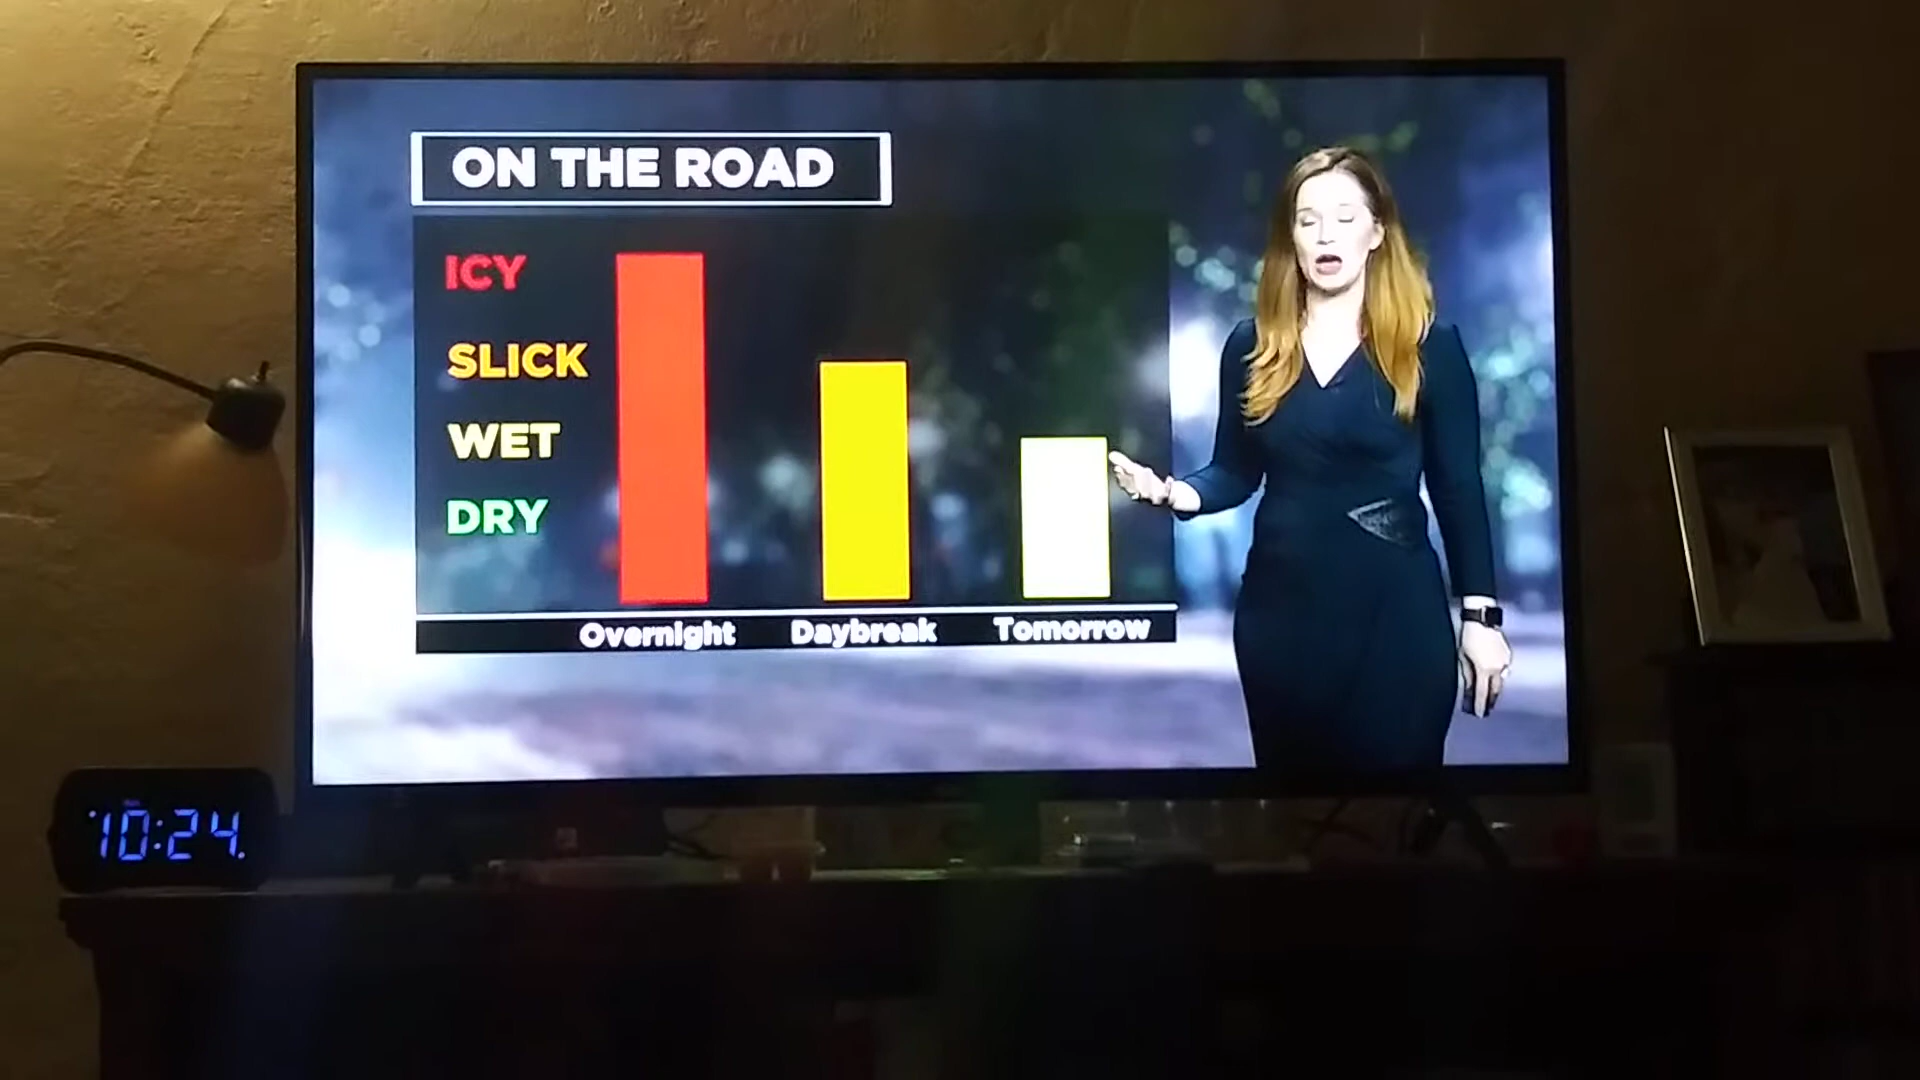 ON THE ROAD
ICY
SLICK
WET
DRY
Overnight Daybreak Tomorrow
10:24